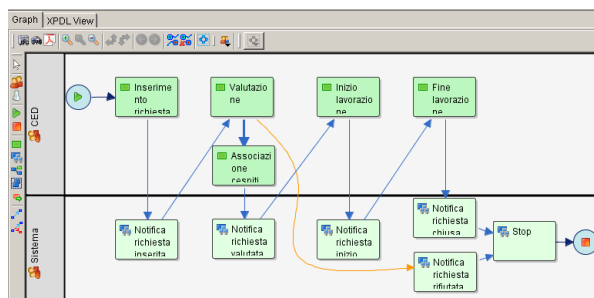 Graph
XPDL View
CED
Inserime
nto
richiesta
Valutazio
ne
Inizio
lavorazio
ne
Fine
lavorazio
ne
Associazi
one
cespiti
Sistema
Notifica
richiesta
inserita
Notifica
richiesta
valutata
Notifica
richiesta
inizio
Notifica
richiesta
chiusa
Notifica
richiesta
rifiutata
Stop